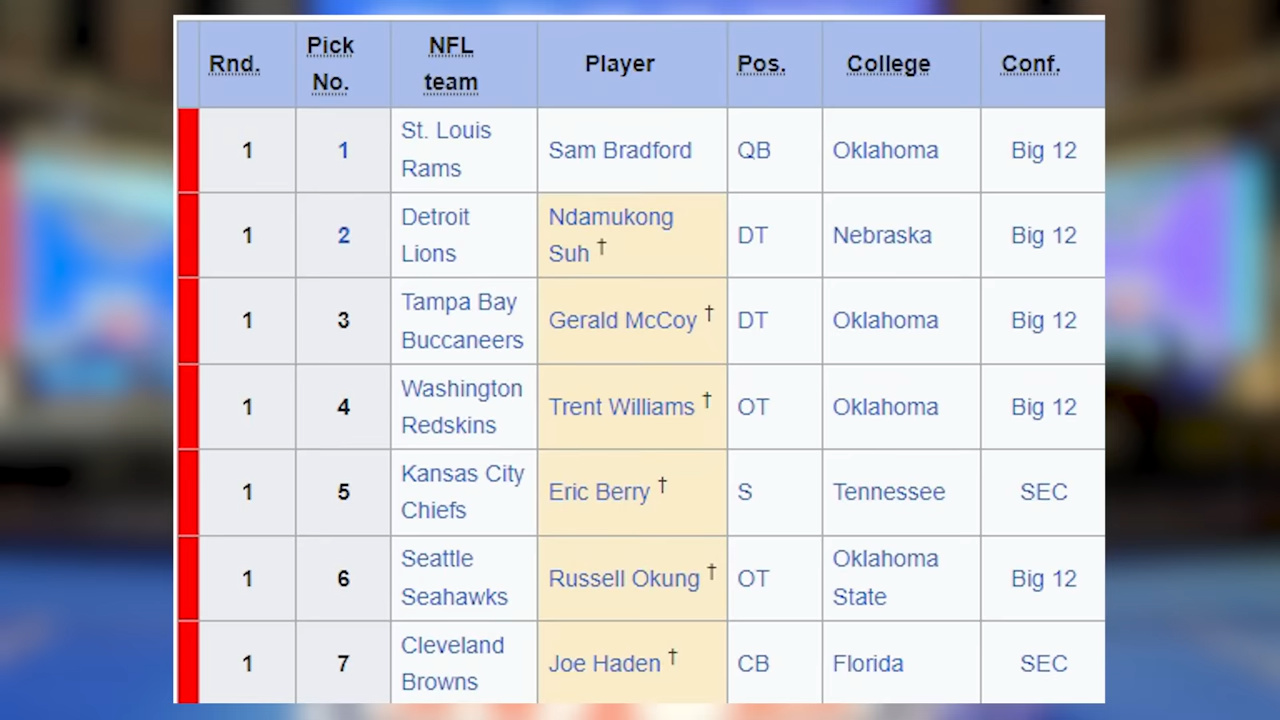 Rnd. Pick No. NFL team Player Pos. College Conf.
1 1 St. Louis Rams Sam Bradford QB Oklahoma Big 12
1 2 Detroit Lions Ndamukong Suh † DT Nebraska Big 12
1 3 Tampa Bay Buccaneers Gerald McCoy † DT Oklahoma Big 12
1 4 Washington Redskins Trent Williams † OT Oklahoma Big 12
1 5 Kansas City Chiefs Eric Berry † S Tennessee SEC
1 6 Seattle Seahawks Russell Okung † OT Oklahoma State Big 12
1 7 Cleveland Browns Joe Haden † CB Florida SEC